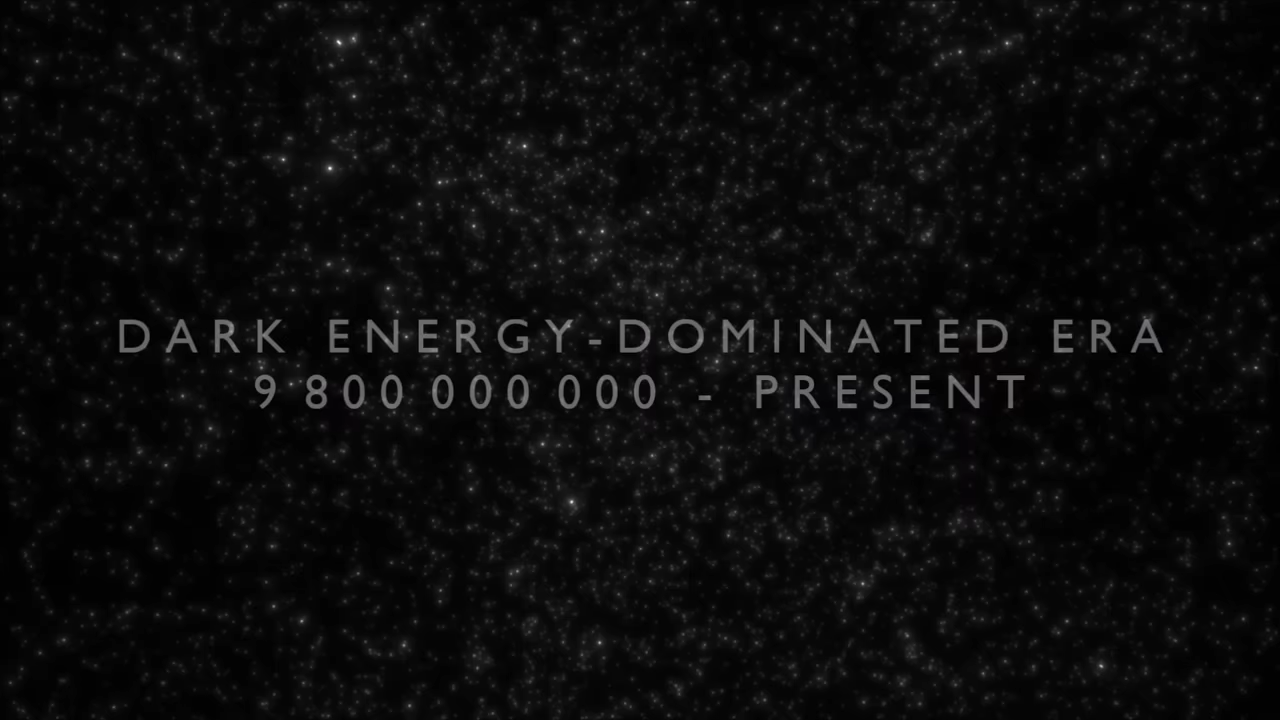 DARK ENERGY-DOMINATED ERA
9 800 000 000 - PRESENT